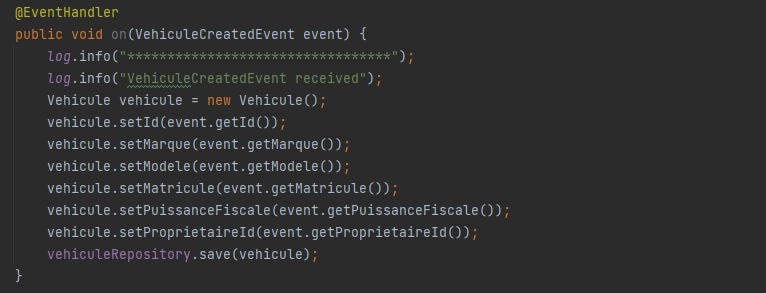 @EventHandler
public void on(VehiculeCreatedEvent event) {
log.info("*********************************");
log.info("VehiculeCreatedEvent received");
Vehicule vehicule = new Vehicule();
vehicule.setId(event.getId());
vehicule.setMarque(event.getMarque());
vehicule.setModele(event.getModele());
vehicule.setMatricule(event.getMatricule());
vehicule.setPuissanceFiscale(event.getPuissanceFiscale());
vehicule.setProprietaireId(event.getProprietaireId());
vehiculeRepository.save(vehicule);
}